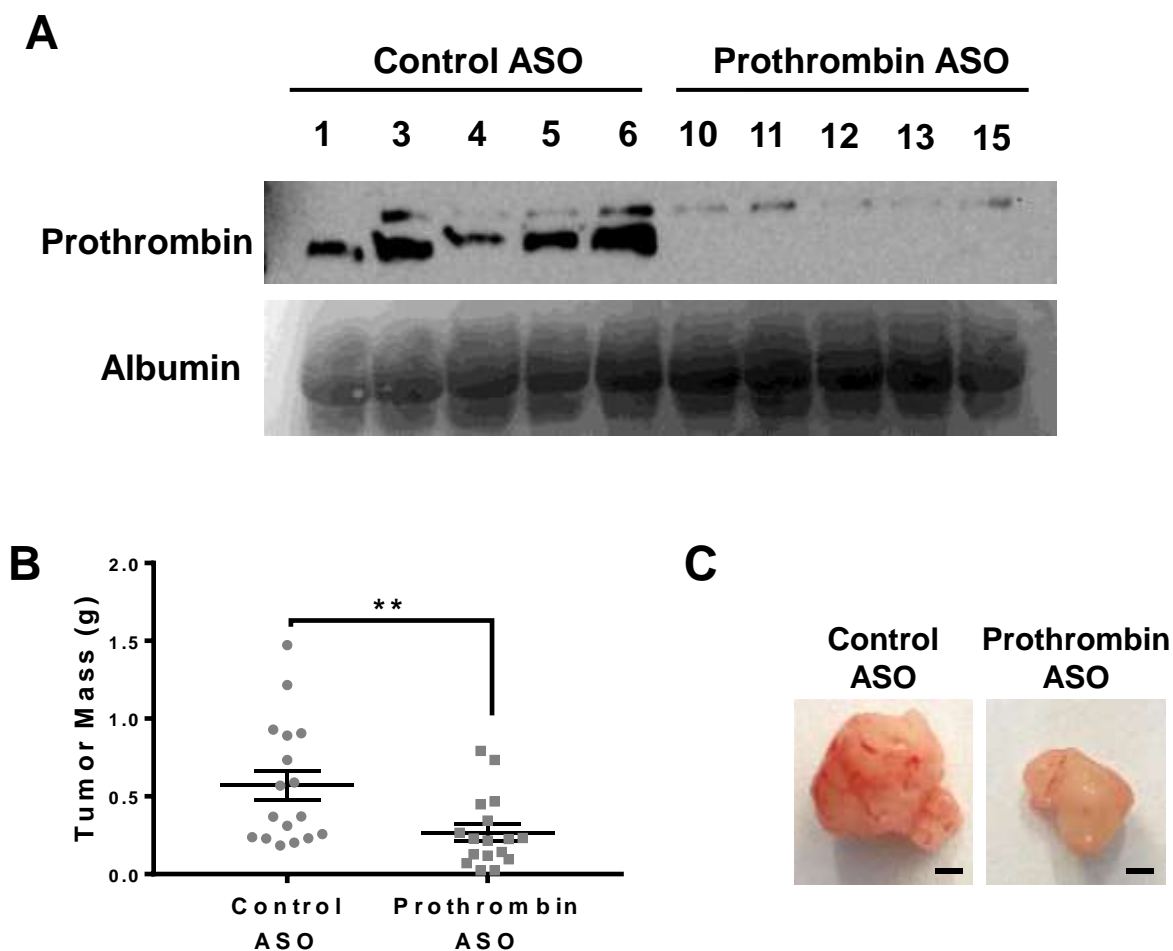 A
Control ASO Prothrombin ASO
1 3 4 5 6 10 11 12 13 15
Prothrombin
Albumin
B
2.0
1.5
1.0
0.5
0.0
Tumor Mass (g)
**
Control
ASO
Prothrombin
ASO
C
Control
ASO
Prothrombin
ASO